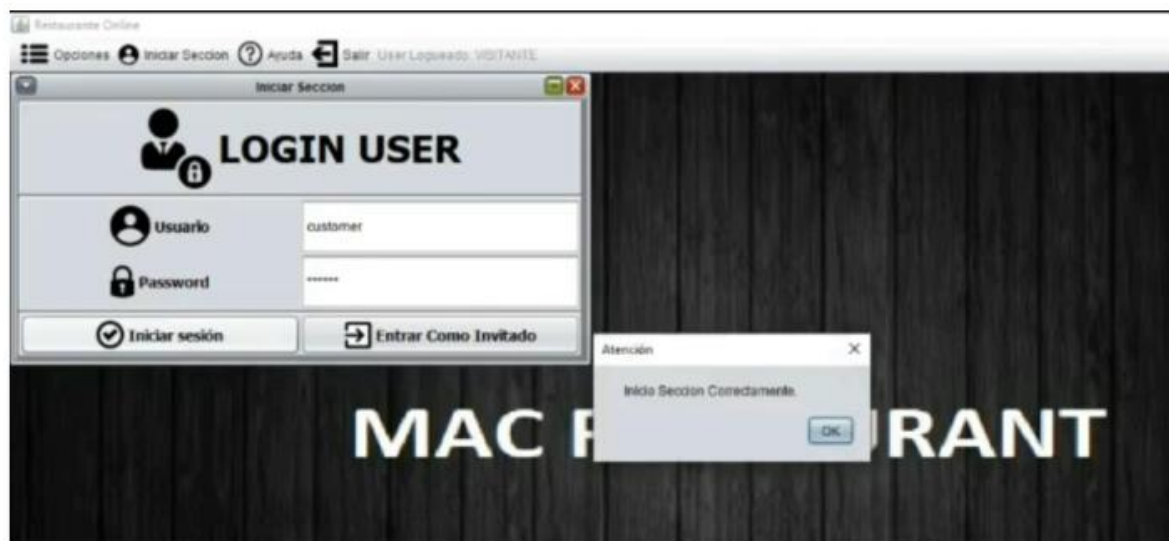 Restaurante Online
Opciones Iniciar Seccion Ayuda Salir User Logueado: VISITANTE
Iniciar Seccion
LOGIN USER
Usuario customer
Password ******
Iniciar sesión Entrar Como Invitado
Atención
Inicio Seccion Correctamente.
OK
MAC R URANT